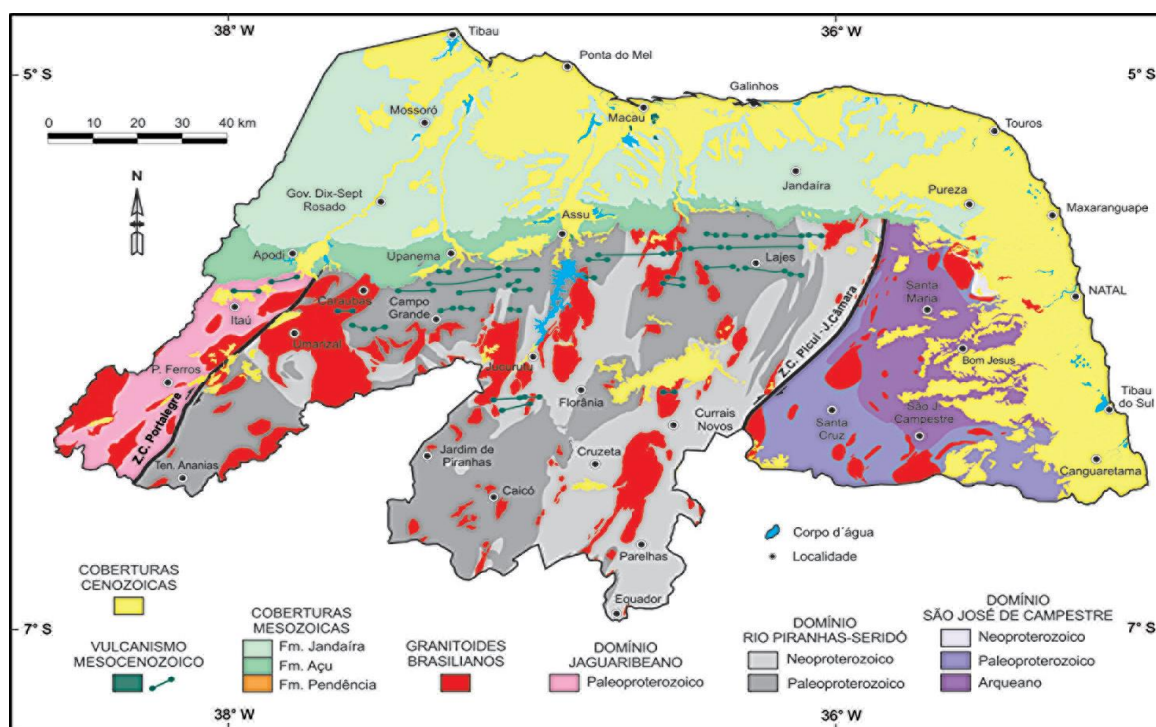 38° W
36° W
Tibau
5° S
Ponta do Mel
5° S
Galinhos
0 10 20 30 40 km
Mossoró
Macau
Touros
N
Jandaíra
Gov. Dix-Sept
Rosado
Pureza
Maxaranguape
Assu
Apodi
Upanema
Lajes
Caraúbas
Campo
Grande
Santa
Maria
NATAL
Itaú
Umarizal
Z.C. Picuí -J.Câmara
Bom Jesus
P. Ferros
Jucurutu
Florânia
Tibau
do Sul
Z.C. Portalegre
Currais
Novos
Santa
Cruz
São J.
Campestre
Ten. Ananias
Jardim de
Piranhas
Cruzeta
Canguaretama
Caicó
Corpo d´água
Parelhas
Localidade
Equador
7° S
7° S
COBERTURAS
CENOZOICAS
VULCANISMO
MESOCENOZOICO
COBERTURAS
MESOZOICAS
Fm. Jandaíra
Fm. Açu
Fm. Pendência
GRANITOIDES
BRASILIANOS
DOMÍNIO
JAGUARIBEANO
Paleoproterozoico
DOMÍNIO
RIO PIRANHAS-SERIDÓ
Neoproterozoico
Paleoproterozoico
DOMÍNIO
SÃO JOSÉ DE CAMPESTRE
Neoproterozoico
Paleoproterozoico
Arqueano
38° W
36° W